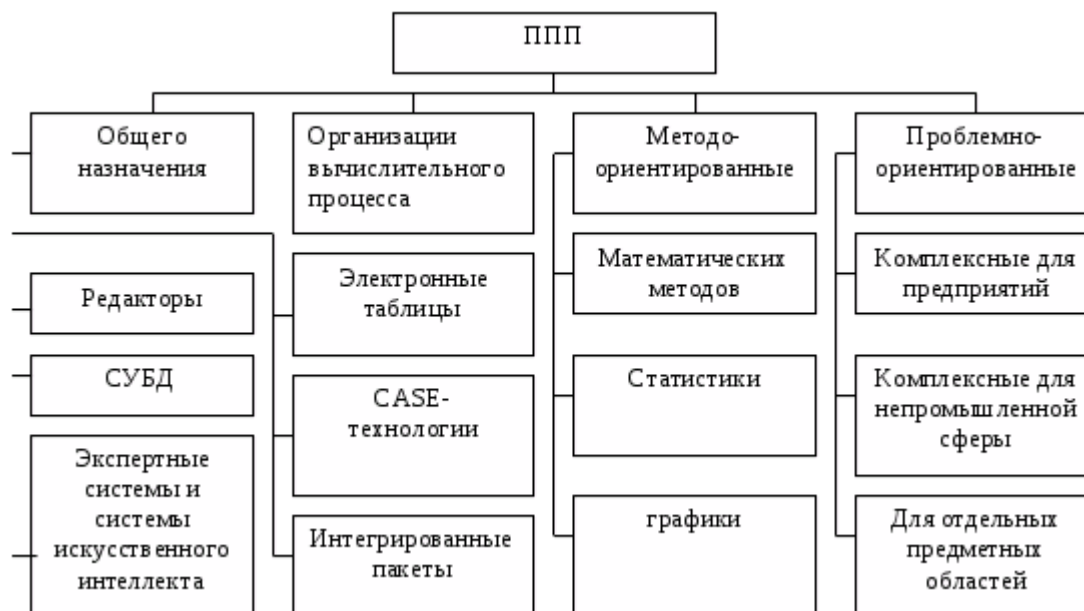 ППП
Общего
назначения
Организации
вычислительного
процесса
Методо-
ориентированные
Проблемно-
ориентированные
Редакторы
СУБД
Экспертные
системы и
системы
искусственного
интеллекта
Электронные
таблицы
CASE-
технологии
Интегрированные
пакеты
Математических
методов
Статистики
графики
Комплексные для
предприятий
Комплексные для
непромышленной
сферы
Для отдельных
предметных
областей